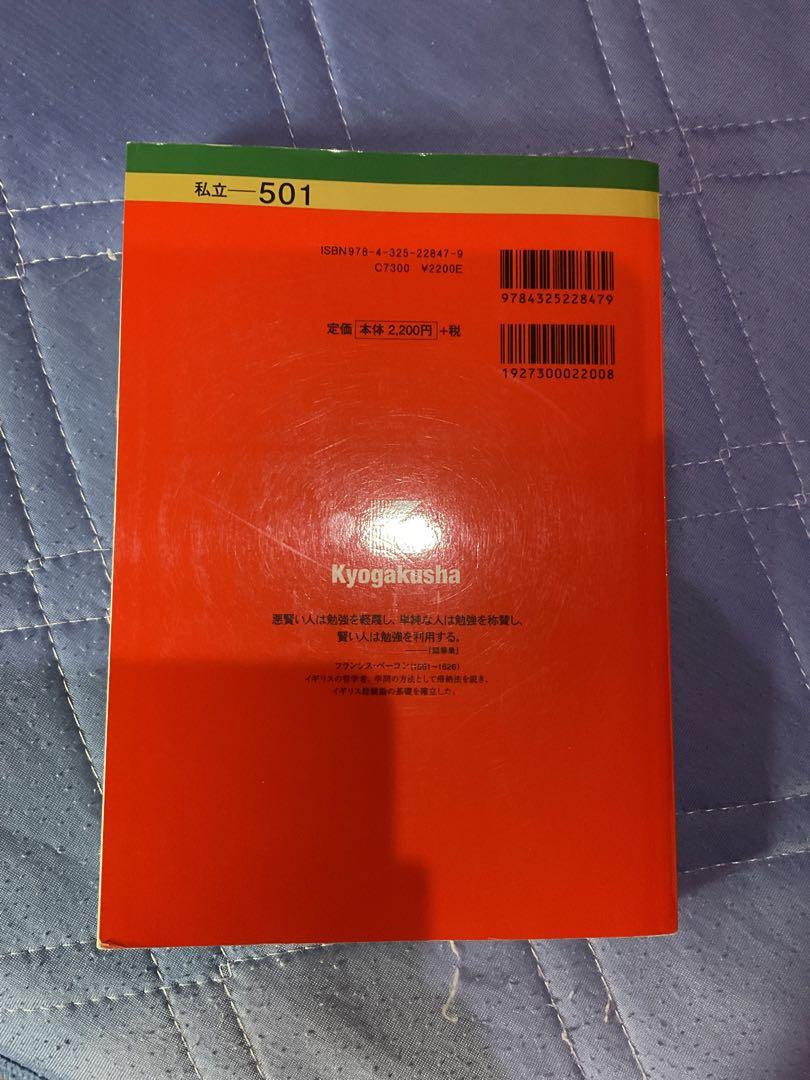 私立―501
ISBN978-4-325-22847-9
C7300 ¥2200E
9784325228479
定価 本体 2,200円 +税
1927300022008
Kyogakusha
悪賢い人は勉強を軽蔑し、単純な人は勉強を称賛し、
賢い人は勉強を利用する。
――『随筆集』
フランシス・ベーコン(1561~1626)
イギリスの哲学者。学問の方法として帰納法を説き、
イギリス経験論の基礎を確立した。